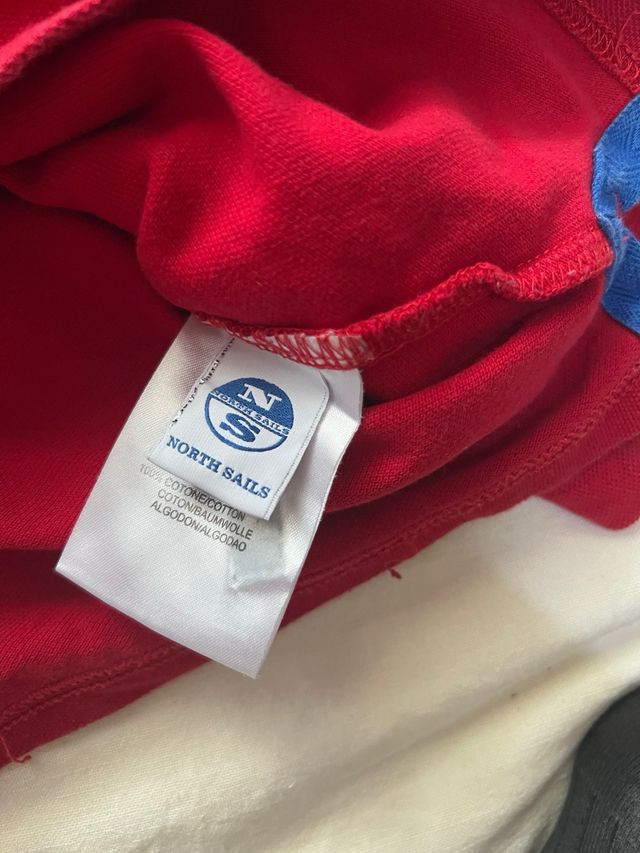 N
NORTH SAILS
S
NORTH SAILS
100% COTONE/COTTON
COTON/BAUMWOLLE
ALGODON/ALGODAO